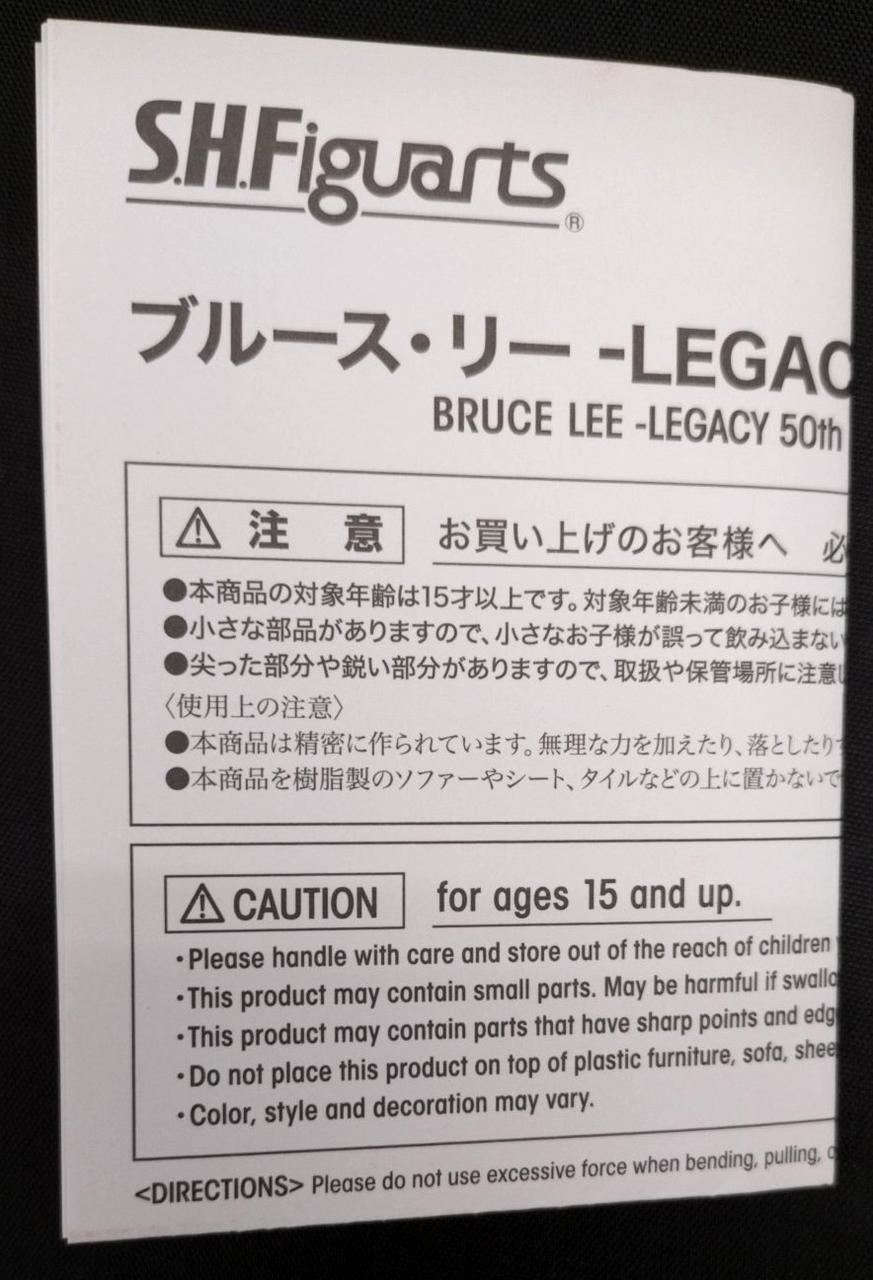 S.H.Figuarts®
ブルース・リー -LEGAC
BRUCE LEE -LEGACY 50th
⚠ 注 意 お買い上げのお客様へ 必
●本商品の対象年齢は15才以上です。対象年齢未満のお子様には
●小さな部品がありますので、小さなお子様が誤って飲み込まない
●尖った部分や鋭い部分がありますので、取扱や保管場所に注意し
〈使用上の注意〉
●本商品は精密に作られています。無理な力を加えたり、落としたりす
●本商品を樹脂製のソファーやシート、タイルなどの上に置かないで
⚠ CAUTION for ages 15 and up.
・Please handle with care and store out of the reach of children
・This product may contain small parts. May be harmful if swallo
・This product may contain parts that have sharp points and edg
・Do not place this product on top of plastic furniture, sofa, shee
・Color, style and decoration may vary.
<DIRECTIONS> Please do not use excessive force when bending, pulling,